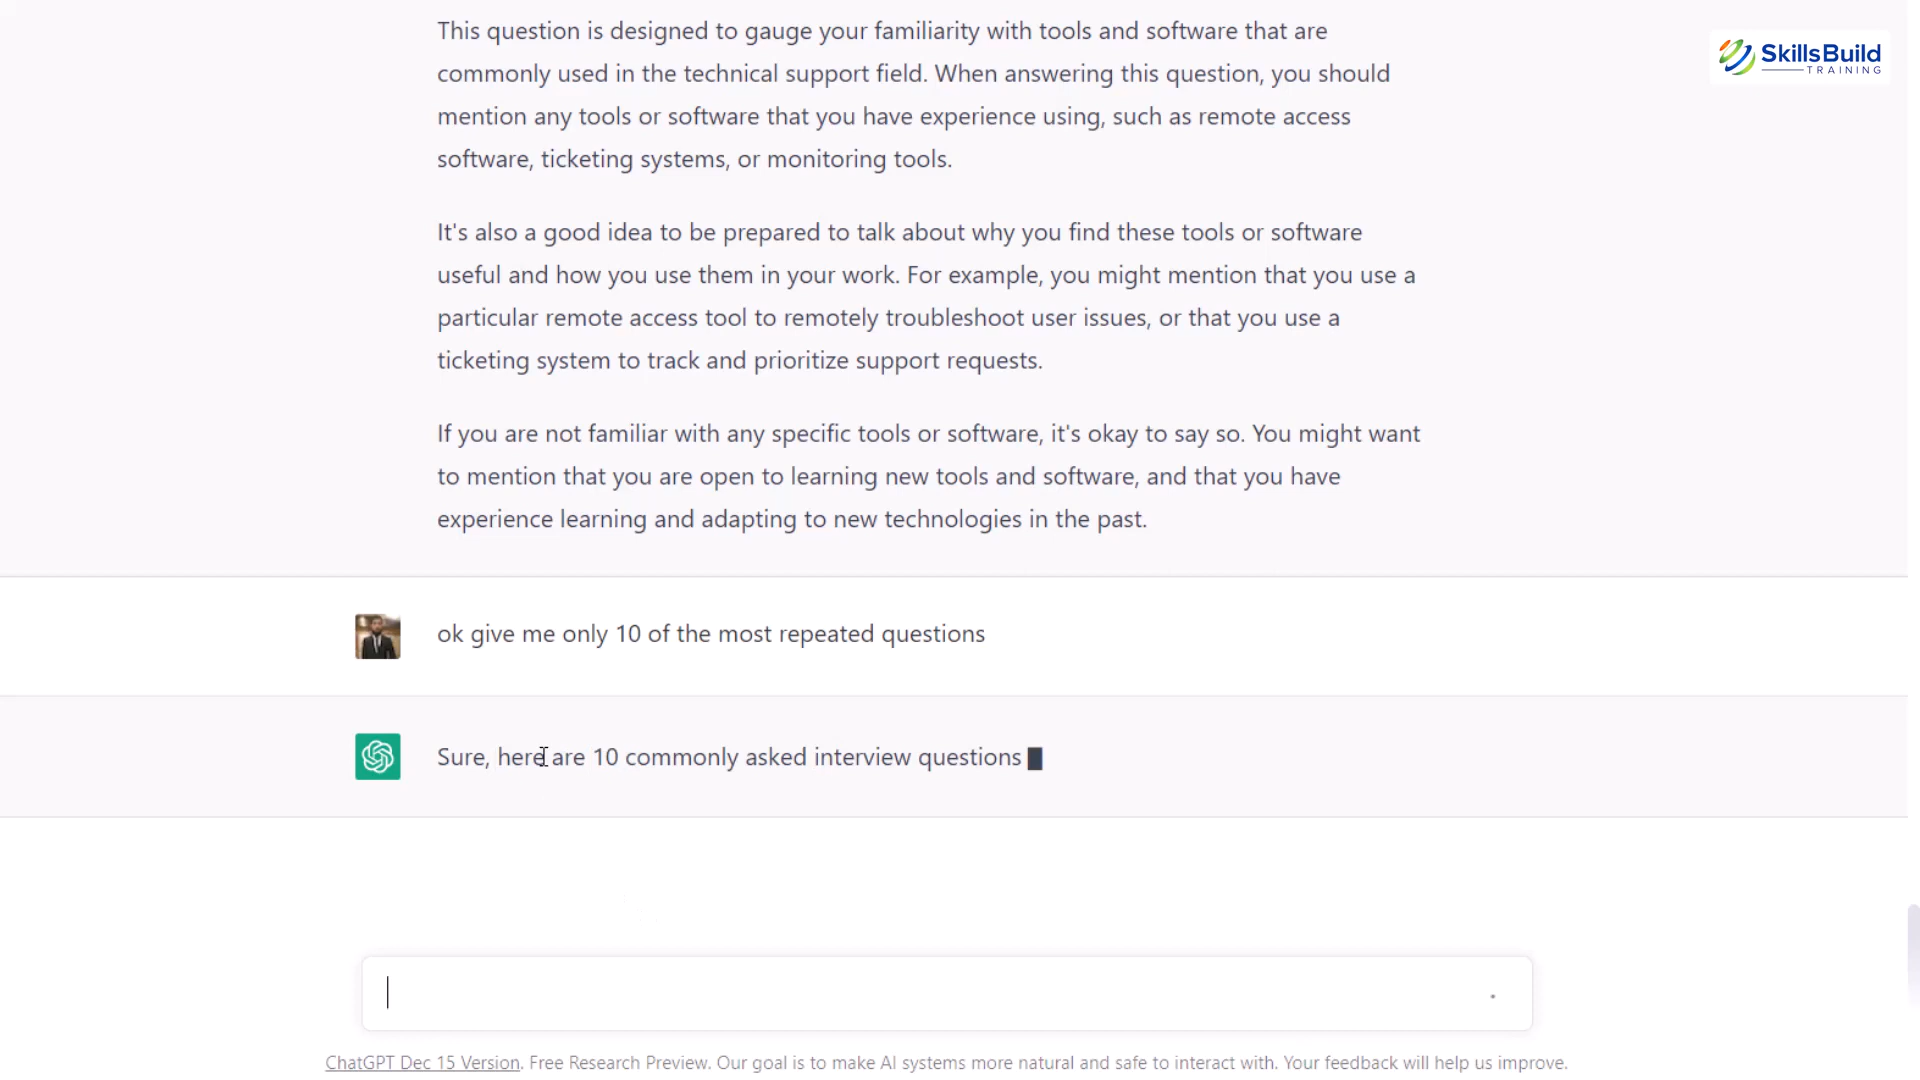 This question is designed to gauge your familiarity with tools and software that are
SkillsBuild
TRAINING
commonly used in the technical support field. When answering this question, you should
mention any tools or software that you have experience using, such as remote access
software, ticketing systems, or monitoring tools.
It's also a good idea to be prepared to talk about why you find these tools or software
useful and how you use them in your work. For example, you might mention that you use a
particular remote access tool to remotely troubleshoot user issues, or that you use a
ticketing system to track and prioritize support requests.
If you are not familiar with any specific tools or software, it's okay to say so. You might want
to mention that you are open to learning new tools and software, and that you have
experience learning and adapting to new technologies in the past.
ok give me only 10 of the most repeated questions
Sure, here are 10 commonly asked interview questions
ChatGPT Dec 15 Version. Free Research Preview. Our goal is to make AI systems more natural and safe to interact with. Your feedback will help us improve.